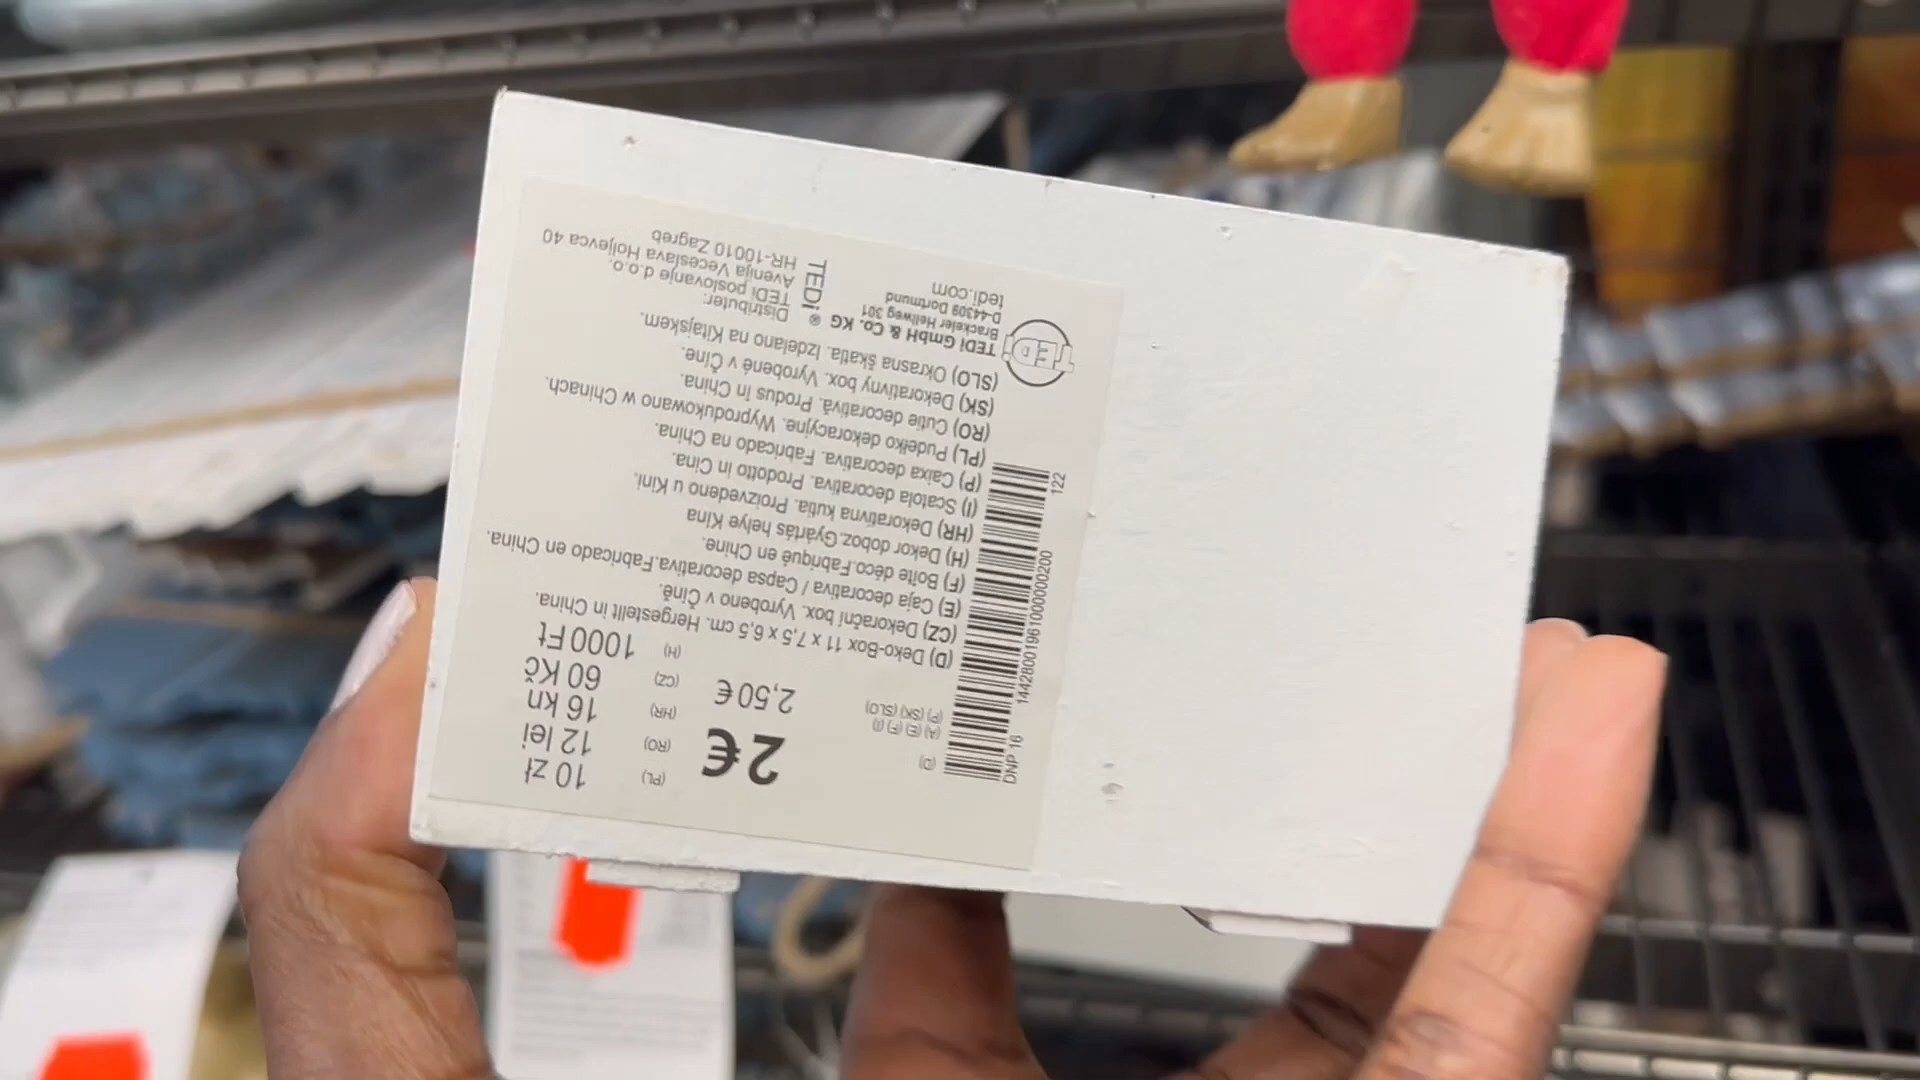 (D) 2€
(A) (E) (F) (I)
(P) (SK) (SLO) 2,50 €
(PL) 10 zł
(RO) 12 lei
(HR) 16 kn
(CZ) 60 Kč
(H) 1000 Ft
(D) Deko-Box 11 x 7,5 x 6,5 cm. Hergestellt in China.
(CZ) Dekorační box. Vyrobeno v Číně.
(E) Caja decorativa / Capsa decorativa.Fabricado en China.
(F) Boîte déco.Fabriqué en Chine.
(H) Dekor doboz.Gyártás helye Kína
(HR) Dekorativna kutia. Proizvedeno u Kini.
(I) Scatola decorativa. Prodotto in Cina.
(P) Caixa decorativa. Fabricado na China.
(PL) Pudełko dekoracyjne. Wyprodukowano w Chinach.
(RO) Cutie decorativă. Produs în China.
(SK) Dekoratívny box. Vyrobené v Číne.
(SLO) Okrasna škatla. Izdelano na Kitajskem.
TEDi
TEDi GmbH & Co. KG
Brackeler Hellweg 301
D-44309 Dortmund
tedi.com
TEDi®
Distributer:
TEDi poslovanje d.o.o.
Avenija Veceslava Holjevca 40
HR-10010 Zagreb
DNP 16 14428001961000000200 122